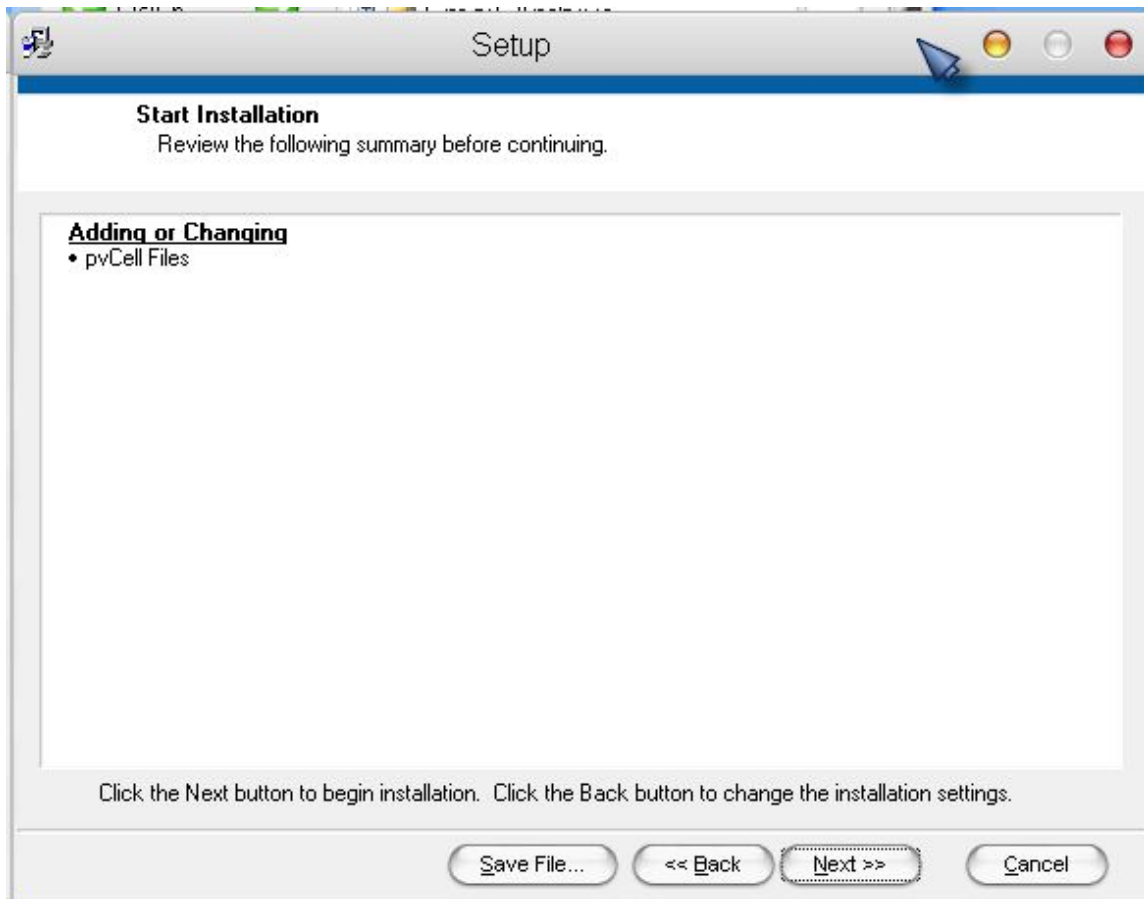 Setup
Start Installation
Review the following summary before continuing.
Adding or Changing
• pvCell Files
Click the Next button to begin installation.  Click the Back button to change the installation settings.
Save File...
<< Back
Next >>
Cancel